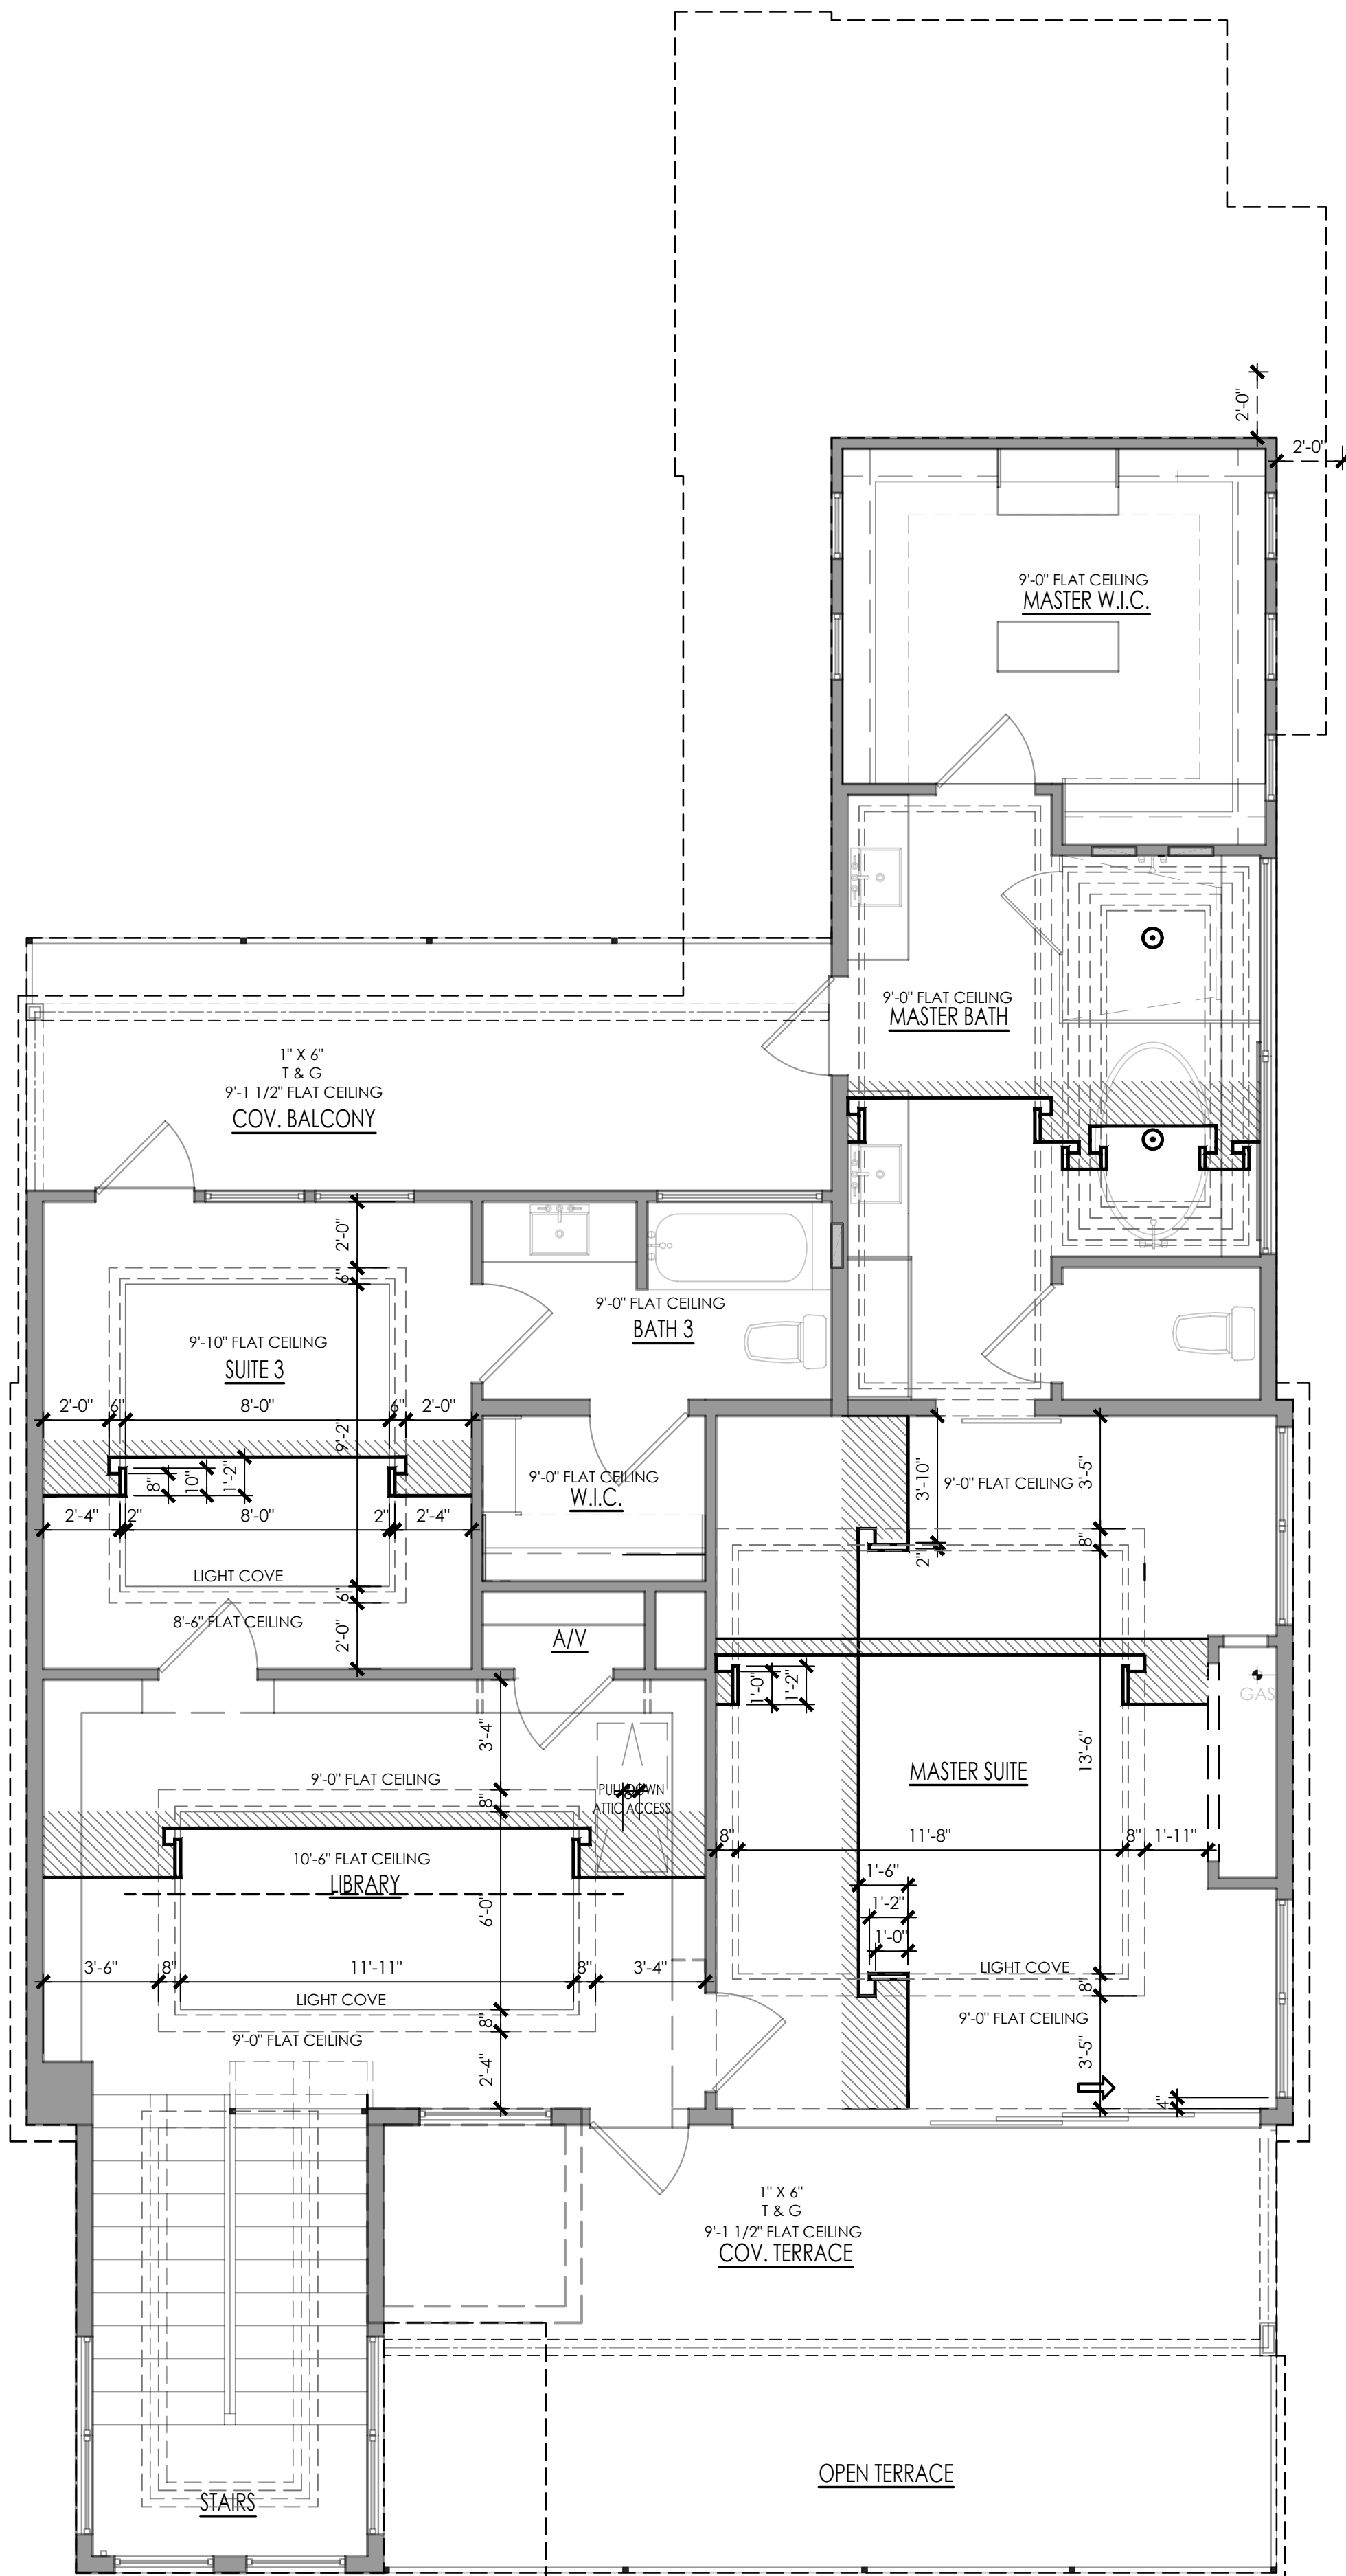 2'-0"
2'-0"
9'-0" FLAT CEILING
MASTER W.I.C.
9'-0" FLAT CEILING
MASTER BATH
1" X 6"
T & G
9'-1 1/2" FLAT CEILING
COV. BALCONY
2'-0"
6"
9'-10" FLAT CEILING
SUITE 3
9'-0" FLAT CEILING
BATH 3
2'-0"
6"
8'-0"
6"
2'-0"
9'-2"
8"
10"
1'-2"
2'-4"
2"
8'-0"
2"
2'-4"
LIGHT COVE
6"
8'-6" FLAT CEILING
2'-0"
9'-0" FLAT CEILING
W.I.C.
A/V
3'-10"
9'-0" FLAT CEILING
3'-5"
8"
2"
1'-0"
1'-2"
GAS
13'-6"
MASTER SUITE
3'-4"
9'-0" FLAT CEILING
8"
PULL DOWN
ATTIC ACCESS
10'-6" FLAT CEILING
LIBRARY
6'-0"
8"
11'-8"
8"
1'-11"
1'-6"
1'-2"
1'-0"
3'-6"
8"
11'-11"
8"
3'-4"
LIGHT COVE
LIGHT COVE
8"
8"
9'-0" FLAT CEILING
9'-0" FLAT CEILING
2'-4"
3'-5"
4"
1" X 6"
T & G
9'-1 1/2" FLAT CEILING
COV. TERRACE
OPEN TERRACE
STAIRS